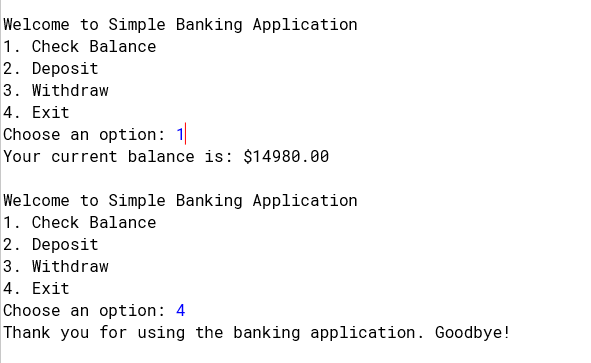 Welcome to Simple Banking Application
1. Check Balance
2. Deposit
3. Withdraw
4. Exit
Choose an option: 1
Your current balance is: $14980.00
Welcome to Simple Banking Application
1. Check Balance
2. Deposit
3. Withdraw
4. Exit
Choose an option: 4
Thank you for using the banking application. Goodbye!